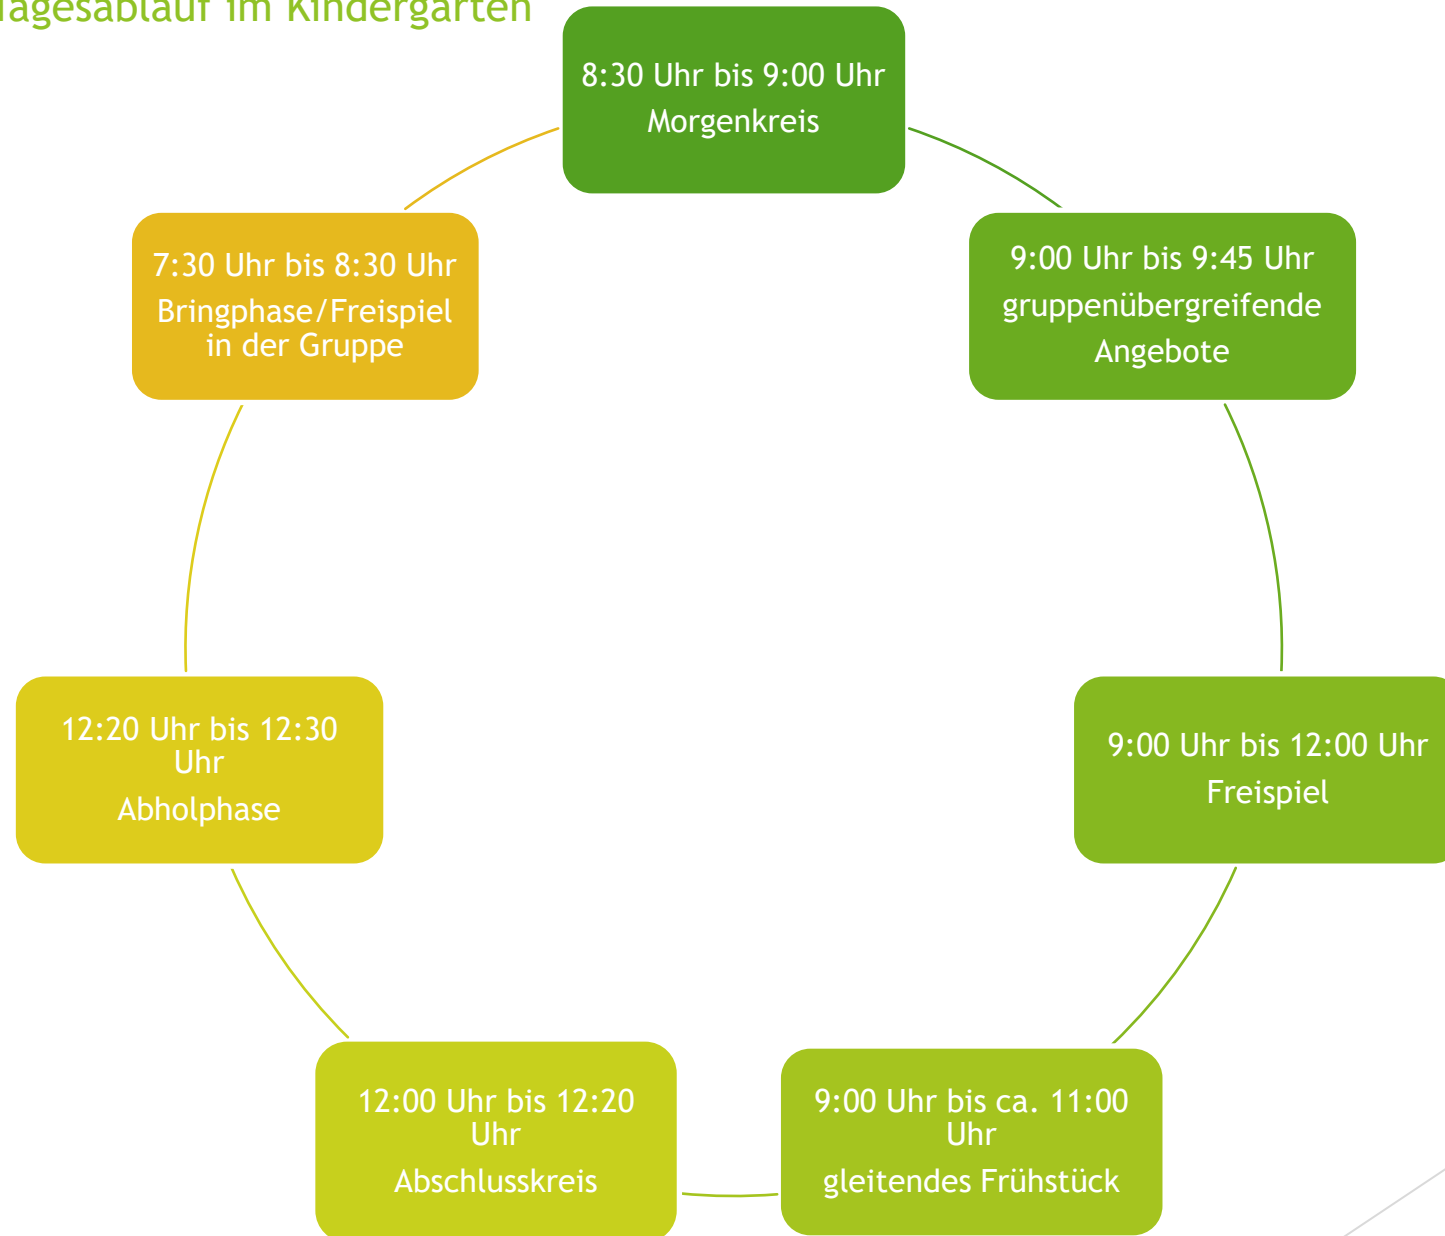 Tagesablauf im Kindergarten
8:30 Uhr bis 9:00 Uhr
Morgenkreis
9:00 Uhr bis 9:45 Uhr
gruppenübergreifende
Angebote
9:00 Uhr bis 12:00 Uhr
Freispiel
9:00 Uhr bis ca. 11:00
Uhr
gleitendes Frühstück
12:00 Uhr bis 12:20
Uhr
Abschlusskreis
12:20 Uhr bis 12:30
Uhr
Abholphase
7:30 Uhr bis 8:30 Uhr
Bringphase/Freispiel
in der Gruppe